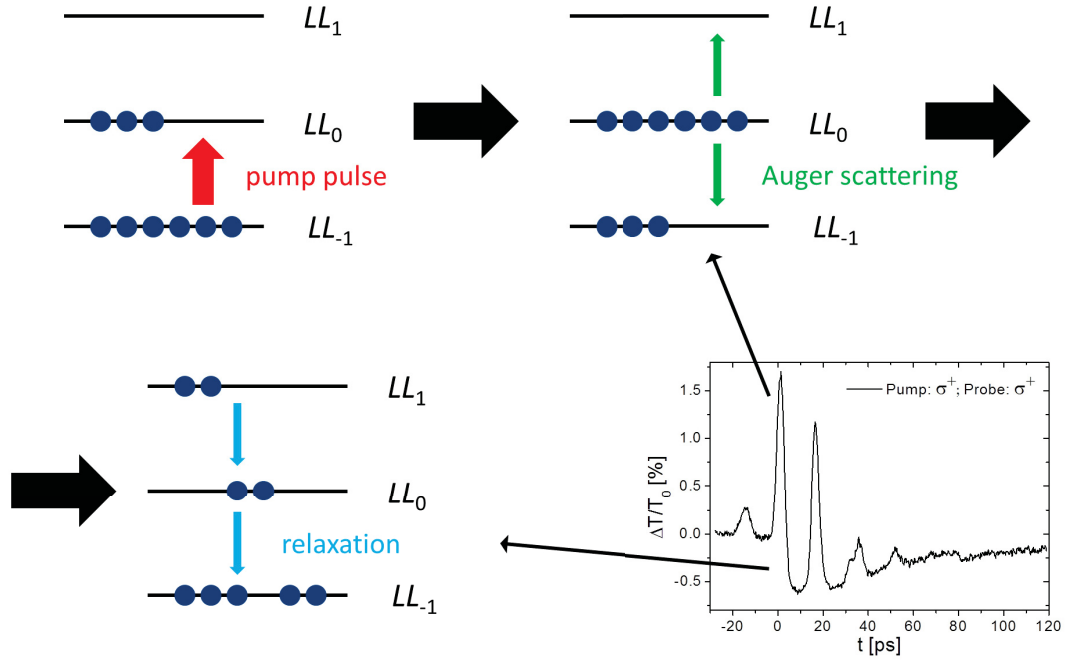 LL₁
LL₀
pump pulse
LL₋₁
LL₁
LL₀
Auger scattering
LL₋₁
LL₁
LL₀
relaxation
LL₋₁
Pump: σ⁺; Probe: σ⁺
ΔT/T₀ [%]
1.5
1.0
0.5
0.0
-0.5
-20 0 20 40 60 80 100 120
t [ps]